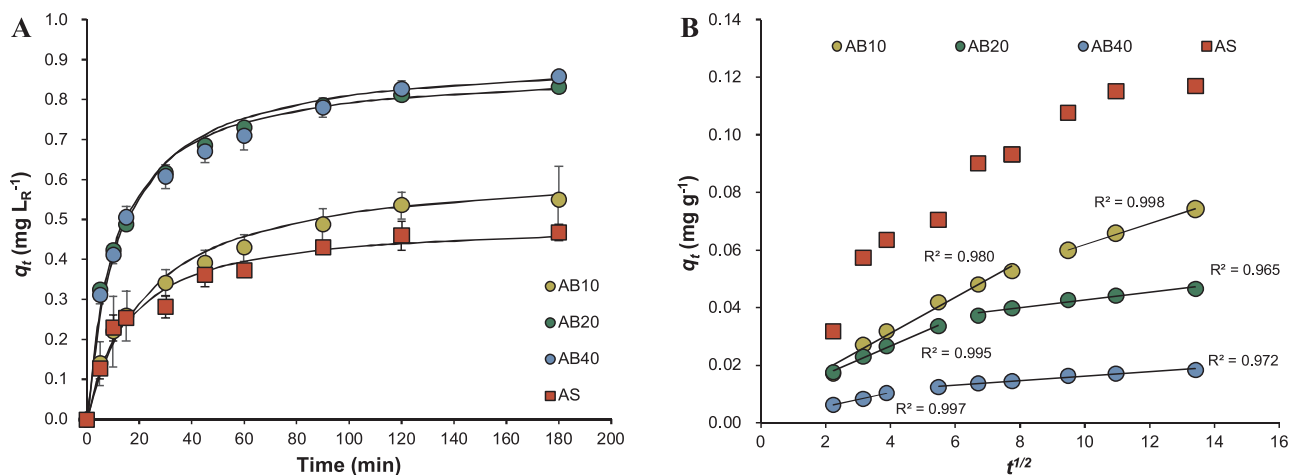 A
1.0
0.9
0.8
0.7
0.6
0.5
0.4
0.3
0.2
0.1
0.0
qt (mg LR-1)
0 20 40 60 80 100 120 140 160 180 200
Time (min)
AB10
AB20
AB40
AS
B
AB10 AB20 AB40 AS
0.14
0.12
0.10
0.08
0.06
0.04
0.02
0.00
qt (mg g-1)
R² = 0.998
R² = 0.980
R² = 0.965
R² = 0.995
R² = 0.972
R² = 0.997
0 2 4 6 8 10 12 14 16
t1/2